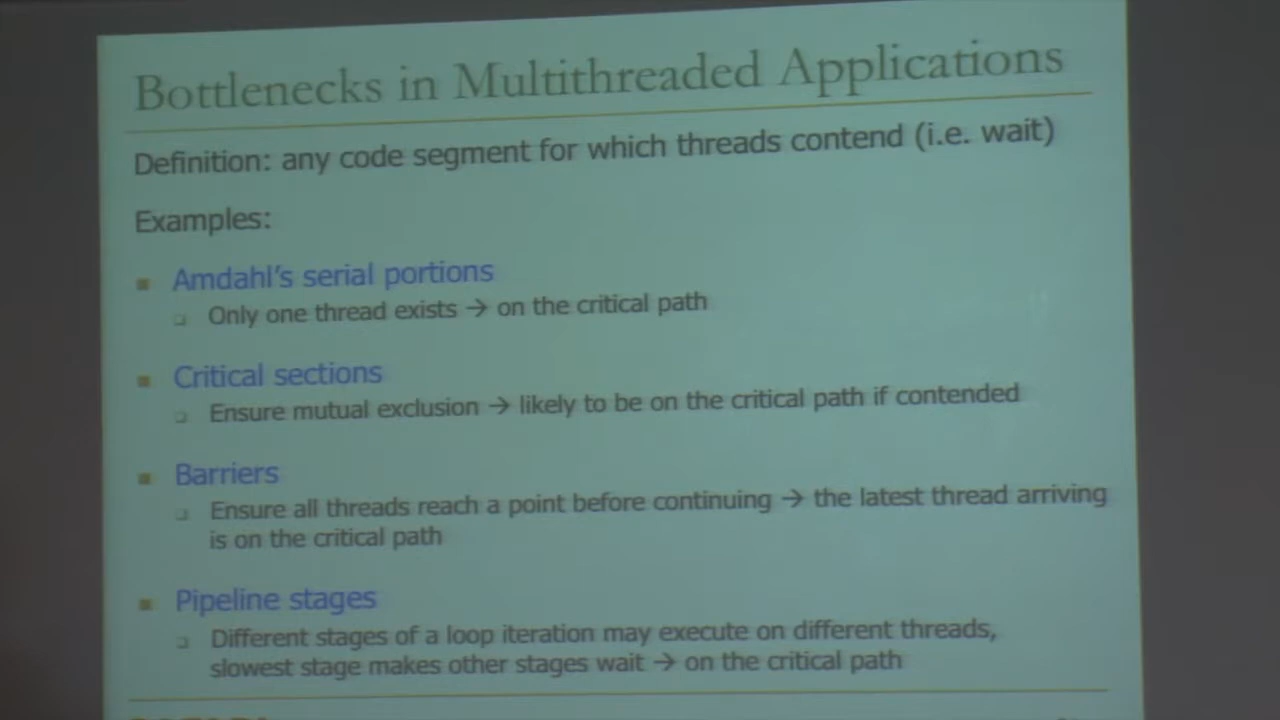 Bottlenecks in Multithreaded Applications
Definition: any code segment for which threads contend (i.e. wait)
Examples:
Amdahl's serial portions
Only one thread exists → on the critical path
Critical sections
Ensure mutual exclusion → likely to be on the critical path if contended
Barriers
Ensure all threads reach a point before continuing → the latest thread arriving
is on the critical path
Pipeline stages
Different stages of a loop iteration may execute on different threads,
slowest stage makes other stages wait → on the critical path